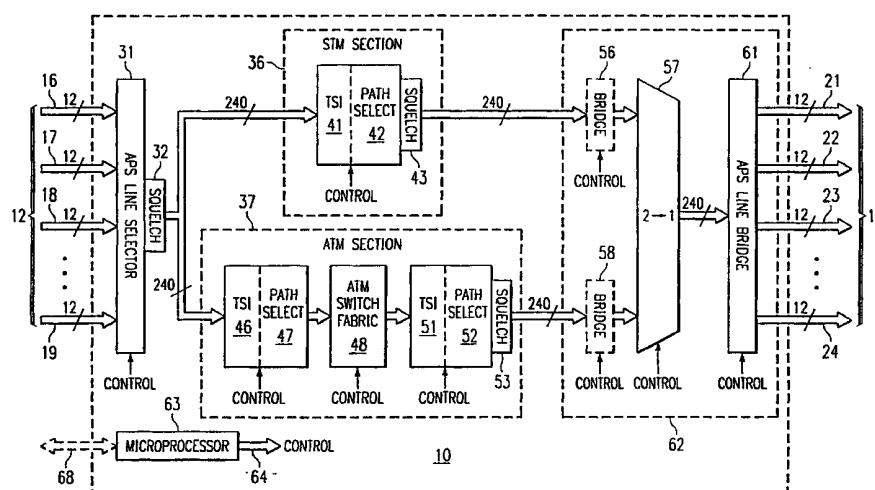 31
16
12
17
12
18
12
19
12
12
APS LINE SELECTOR
32
SQUELCH
CONTROL
240
240
36
STM SECTION
TSI
41
PATH
SELECT
42
SQUELCH
43
CONTROL
240
37
ATM SECTION
TSI
46
PATH
SELECT
47
CONTROL
ATM
SWITCH
FABRIC
48
CONTROL
TSI
51
PATH
SELECT
52
SQUELCH
53
CONTROL
240
56
BRIDGE
CONTROL
57
2→1
CONTROL
58
BRIDGE
CONTROL
240
61
APS LINE BRIDGE
CONTROL
62
12
21
12
22
12
23
12
24
1
63
MICROPROCESSOR
CONTROL
68
64
10